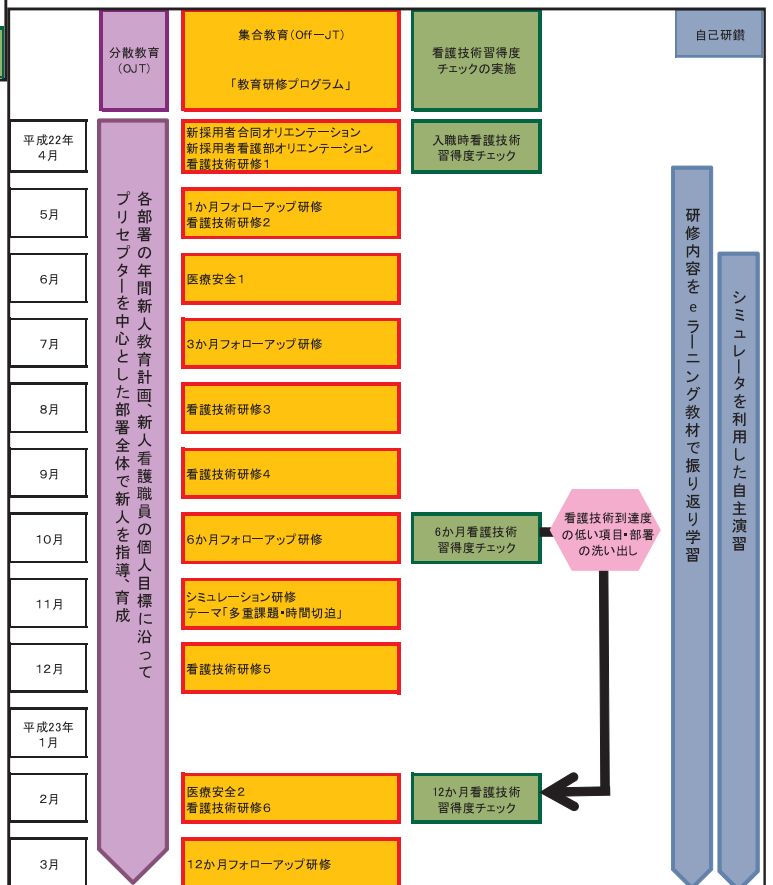 分散教育
(OJT)
集合教育(Off－JT)
「教育研修プログラム」
看護技術習得度
チェックの実施
自己研鑽
平成22年
4月
新採用者合同オリエンテーション
新採用者看護部オリエンテーション
看護技術研修1
入職時看護技術
習得度チェック
各部署の年間新人教育計画、新人看護職員の個人目標に沿って
プリセプターを中心とした部署全体で新人を指導、育成
研修内容をeラーニング教材で振り返り学習
シミュレータを利用した自主演習
5月
1か月フォローアップ研修
看護技術研修2
6月
医療安全1
7月
3か月フォローアップ研修
8月
看護技術研修3
9月
看護技術研修4
10月
6か月フォローアップ研修
6か月看護技術
習得度チェック
看護技術到達度
の低い項目・部署
の洗い出し
11月
シミュレーション研修
テーマ「多重課題・時間切迫」
12月
看護技術研修5
平成23年
1月
2月
医療安全2
看護技術研修6
12か月看護技術
習得度チェック
3月
12か月フォローアップ研修